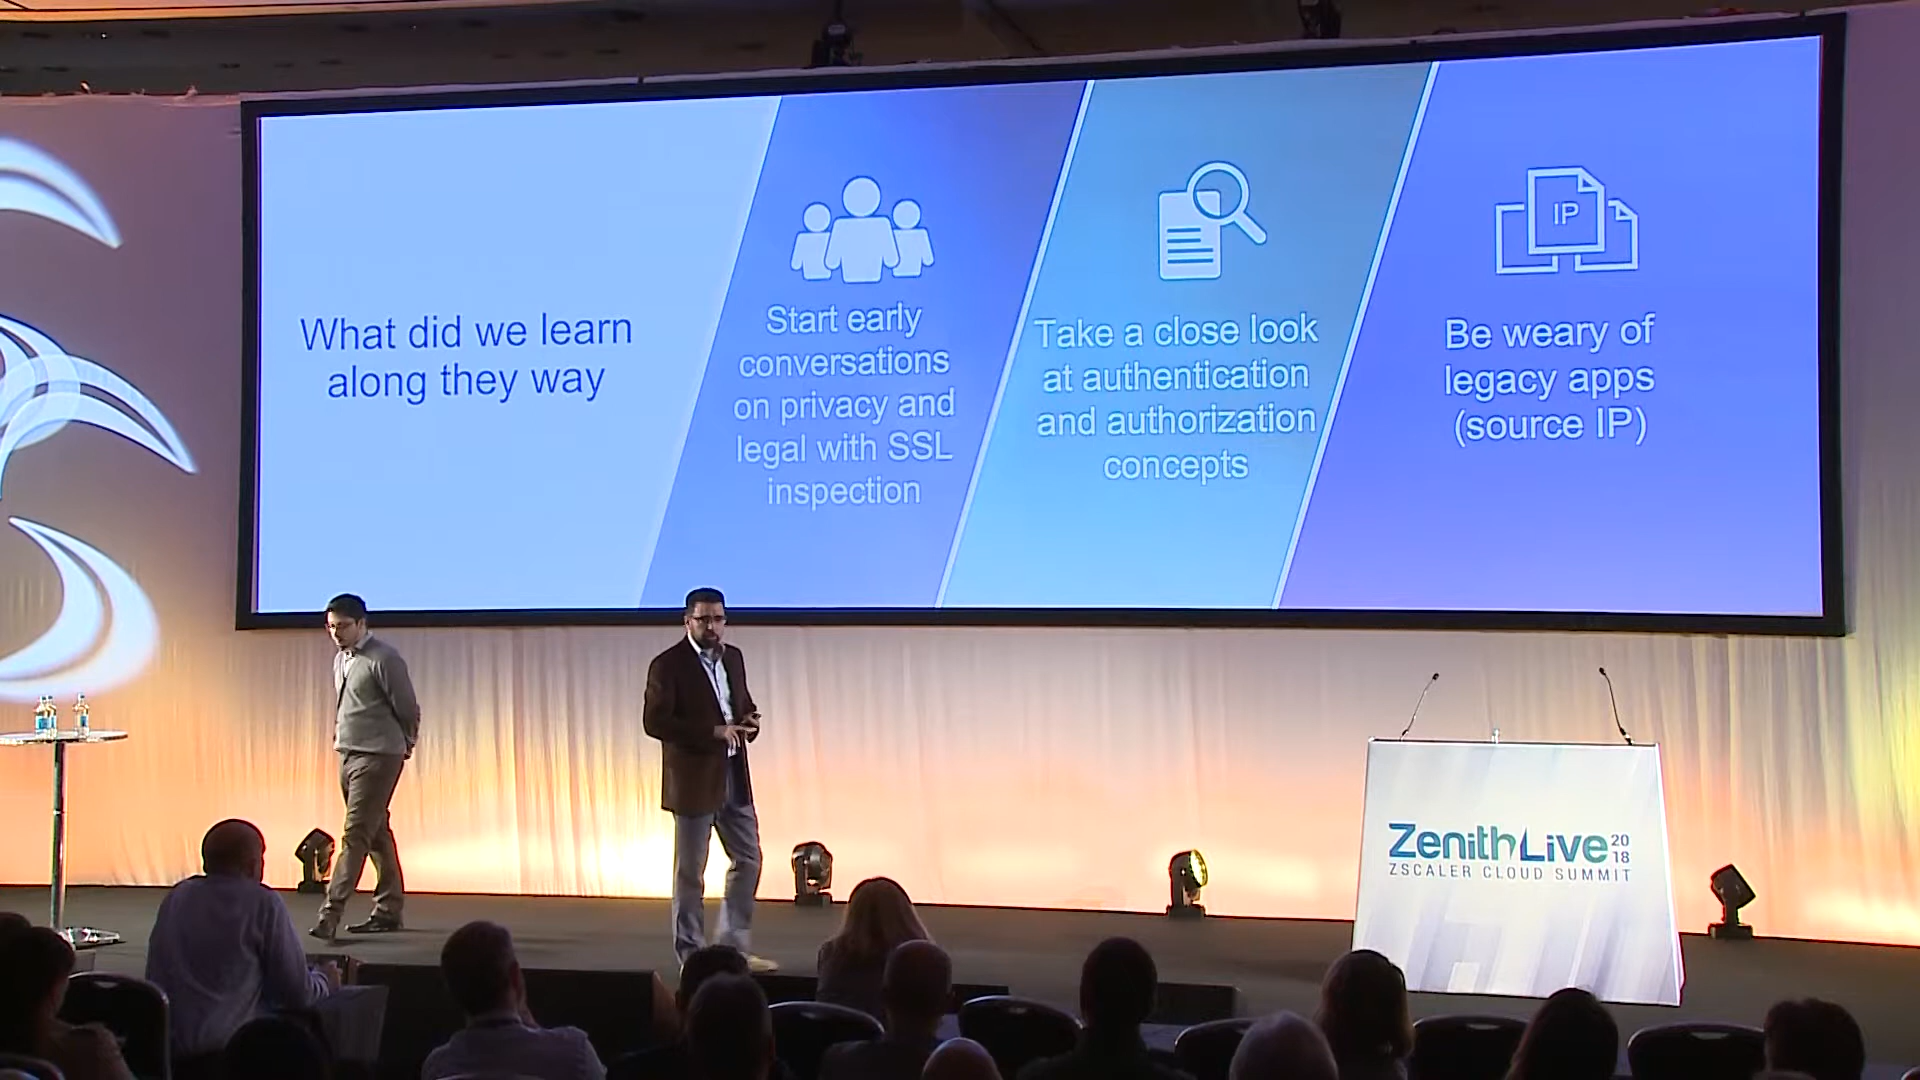 What did we learn
along they way
Start early
conversations
on privacy and
legal with SSL
inspection
Take a close look
at authentication
and authorization
concepts
IP
Be weary of
legacy apps
(source IP)
ZenithLive 2018
ZSCALER CLOUD SUMMIT